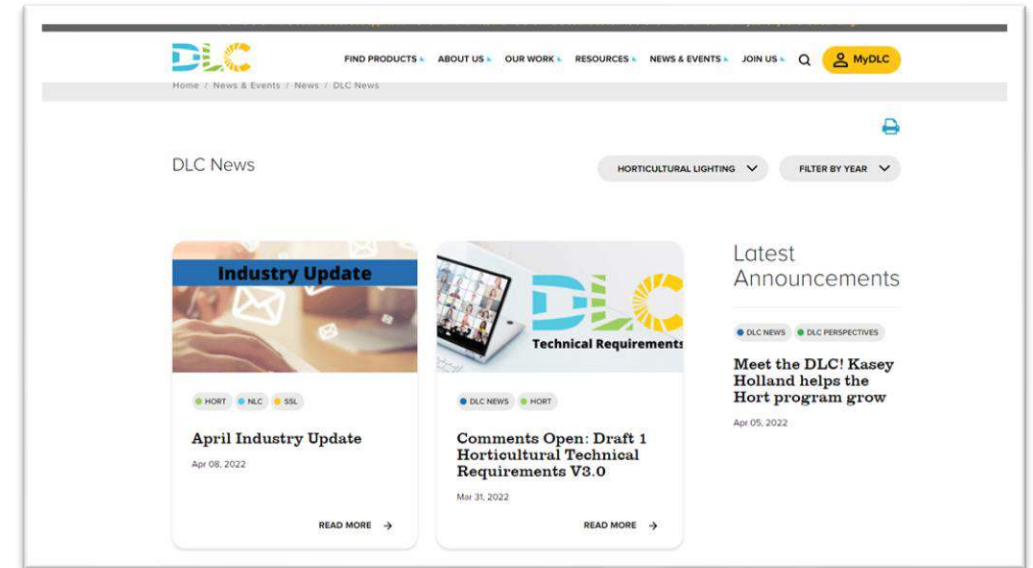 DLC
FIND PRODUCTS
ABOUT US
OUR WORK
RESOURCES
NEWS & EVENTS
JOIN US
MyDLC
Home / News & Events / News / DLC News
DLC News
HORTICULTURAL LIGHTING
FILTER BY YEAR
Industry Update
HORT
NLC
SSL
April Industry Update
Apr 08, 2022
READ MORE →
DLC
Technical Requirements
DLC NEWS
HORT
Comments Open: Draft 1
Horticultural Technical
Requirements V3.0
Mar 31, 2022
READ MORE →
Latest
Announcements
DLC NEWS
DLC PERSPECTIVES
Meet the DLC! Kasey
Holland helps the
Hort program grow
Apr 05, 2022